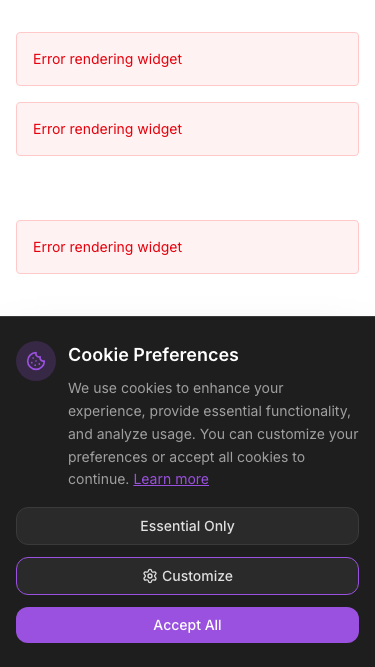 Error rendering widget
Error rendering widget
Error rendering widget
Cookie Preferences
We use cookies to enhance your
experience, provide essential functionality,
and analyze usage. You can customize your
preferences or accept all cookies to
continue. Learn more
Essential Only
Customize
Accept All